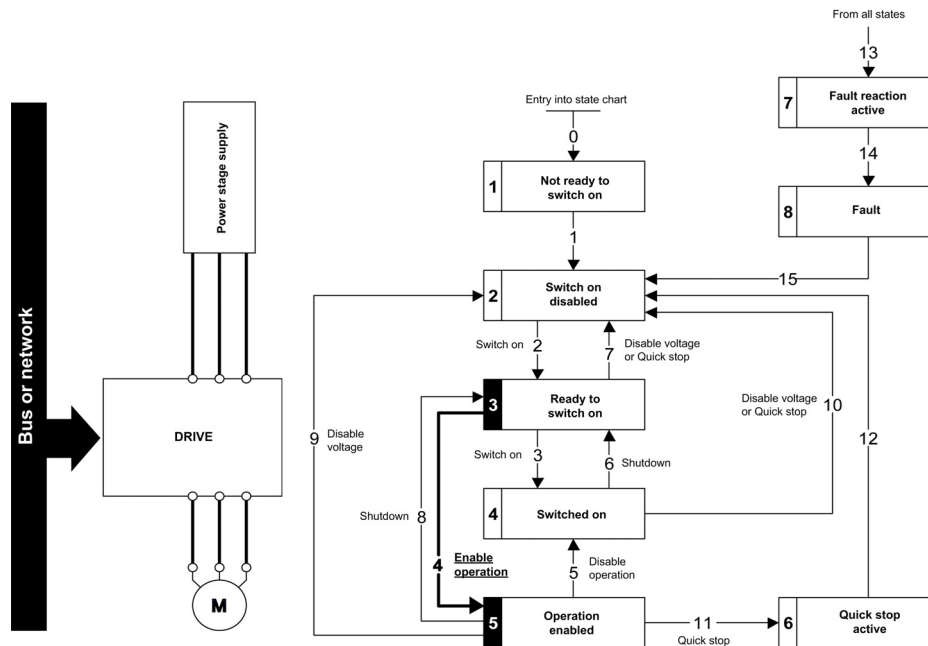 Bus or network
Power stage supply
DRIVE
M
From all states
13
7
Fault reaction
active
14
8
Fault
15
Entry into state chart
0
1
Not ready to
switch on
1
2
Switch on
disabled
Switch on
2
7
Disable voltage
or Quick stop
3
Ready to
switch on
Switch on
3
6
Shutdown
4
Switched on
Disable voltage
or Quick stop
10
12
9
Disable
voltage
Shutdown
8
4
Enable
operation
5
Disable
operation
5
Operation
enabled
11
Quick stop
6
Quick stop
active